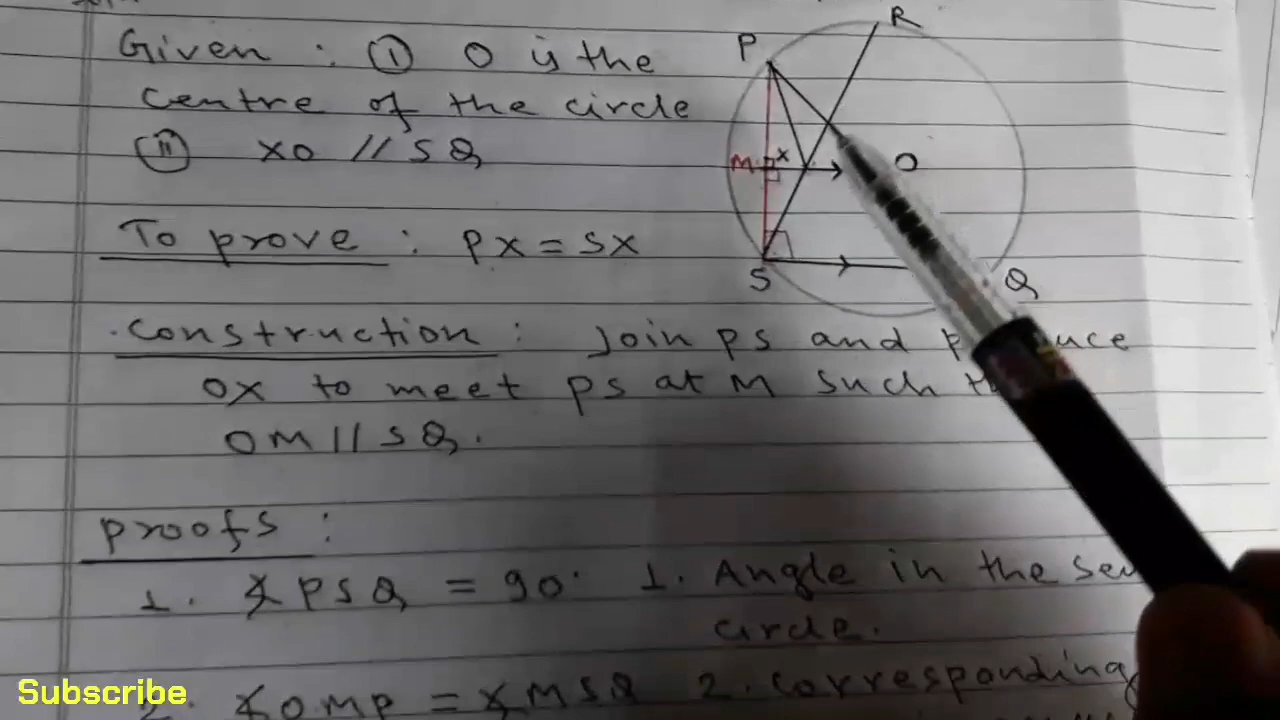 Given : (i) O is the
centre of the circle
(ii) XO // SQ
To prove : PX = SX
construction : Join PS and
OX to meet PS at M such
OM // SQ.
Proofs :
1. ∡PSQ = 90° 1. Angle in the
circle.
2. ∡OMP = ∡MSQ 2. corresponding
P
R
M
X
O
S
Q
Subscribe